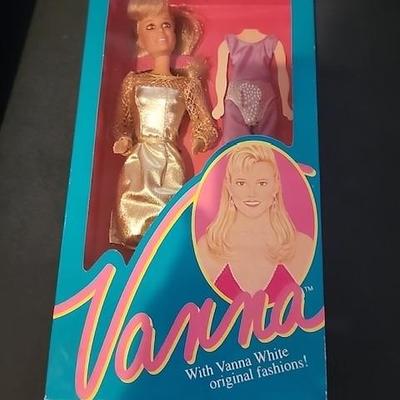 Vanna™
With Vanna White
original fashions!